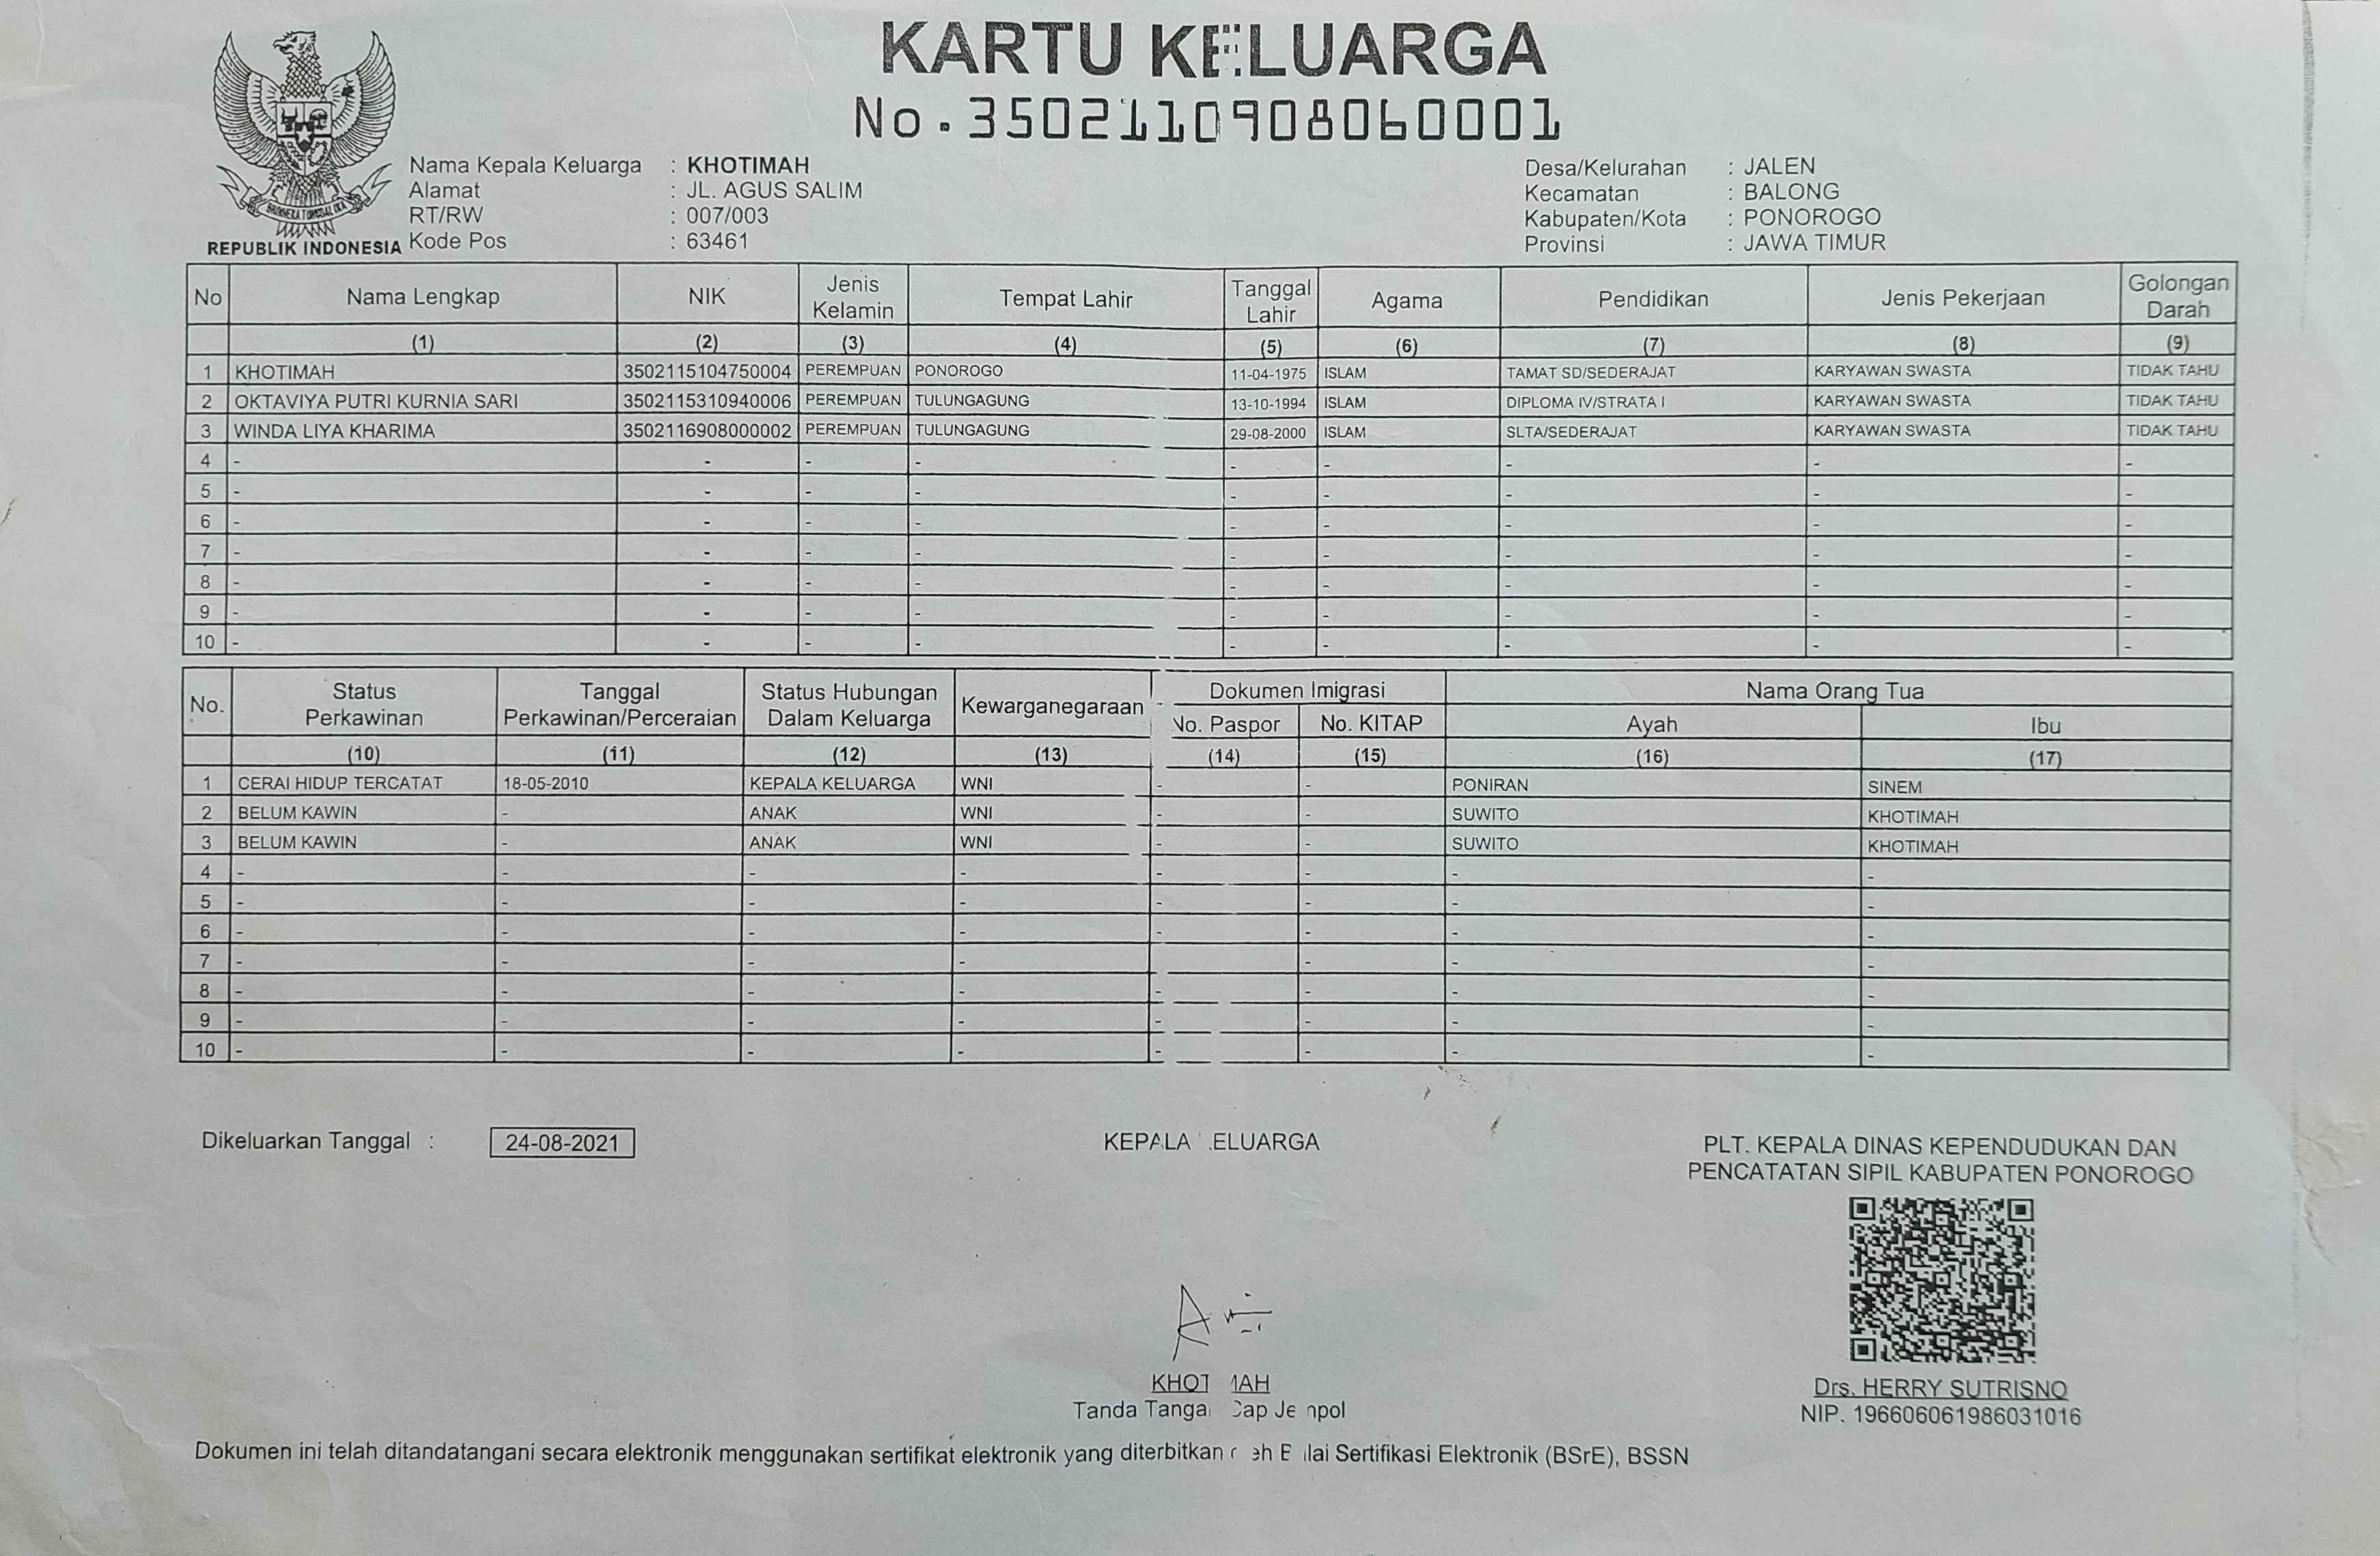 KARTU KELUARGA
No. 3502110908060001
Nama Kepala Keluarga : KHOTIMAH
Alamat : JL. AGUS SALIM
RT/RW : 007/003
Kode Pos : 63461
Desa/Kelurahan : JALEN
Kecamatan : BALONG
Kabupaten/Kota : PONOROGO
Provinsi : JAWA TIMUR
BHINNEKA TUNGGAL IKA
REPUBLIK INDONESIA
No Nama Lengkap NIK Jenis Kelamin Tempat Lahir Tanggal Lahir Agama Pendidikan Jenis Pekerjaan Golongan Darah
(1) (2) (3) (4) (5) (6) (7) (8) (9)
1 KHOTIMAH 3502115104750004 PEREMPUAN PONOROGO 11-04-1975 ISLAM TAMAT SD/SEDERAJAT KARYAWAN SWASTA TIDAK TAHU
2 OKTAVIYA PUTRI KURNIA SARI 3502115310940006 PEREMPUAN TULUNGAGUNG 13-10-1994 ISLAM DIPLOMA IV/STRATA I KARYAWAN SWASTA TIDAK TAHU
3 WINDA LIYA KHARIMA 3502116908000002 PEREMPUAN TULUNGAGUNG 29-08-2000 ISLAM SLTA/SEDERAJAT KARYAWAN SWASTA TIDAK TAHU
4 - - - - - - - - -
5 - - - - - - - - -
6 - - - - - - - - -
7 - - - - - - - - -
8 - - - - - - - - -
9 - - - - - - - - -
10 - - - - - - - - -
No. Status Perkawinan Tanggal Perkawinan/Perceraian Status Hubungan Dalam Keluarga Kewarganegaraan Dokumen Imigrasi Nama Orang Tua
No. Paspor No. KITAP Ayah Ibu
(10) (11) (12) (13) (14) (15) (16) (17)
1 CERAI HIDUP TERCATAT 18-05-2010 KEPALA KELUARGA WNI - - PONIRAN SINEM
2 BELUM KAWIN - ANAK WNI - - SUWITO KHOTIMAH
3 BELUM KAWIN - ANAK WNI - - SUWITO KHOTIMAH
4 - - - - - - - -
5 - - - - - - - -
6 - - - - - - - -
7 - - - - - - - -
8 - - - - - - - -
9 - - - - - - - -
10 - - - - - - - -
Dikeluarkan Tanggal : 24-08-2021
KEPALA KELUARGA
KHOTIMAH
Tanda Tangan/Cap Jempol
PLT. KEPALA DINAS KEPENDUDUKAN DAN
PENCATATAN SIPIL KABUPATEN PONOROGO
Drs. HERRY SUTRISNO
NIP. 196606061986031016
Dokumen ini telah ditandatangani secara elektronik menggunakan sertifikat elektronik yang diterbitkan oleh Balai Sertifikasi Elektronik (BSrE), BSSN